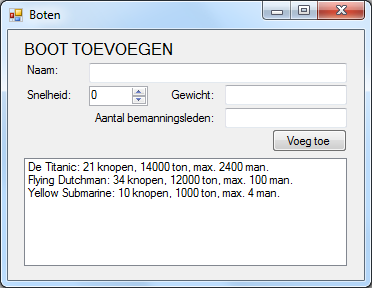 Boten
BOOT TOEVOEGEN
Naam:
Snelheid: 0 Gewicht:
Aantal bemanningsleden:
Voeg toe
De Titanic: 21 knopen, 14000 ton, max. 2400 man.
Flying Dutchman: 34 knopen, 12000 ton, max. 100 man.
Yellow Submarine: 10 knopen, 1000 ton, max. 4 man.